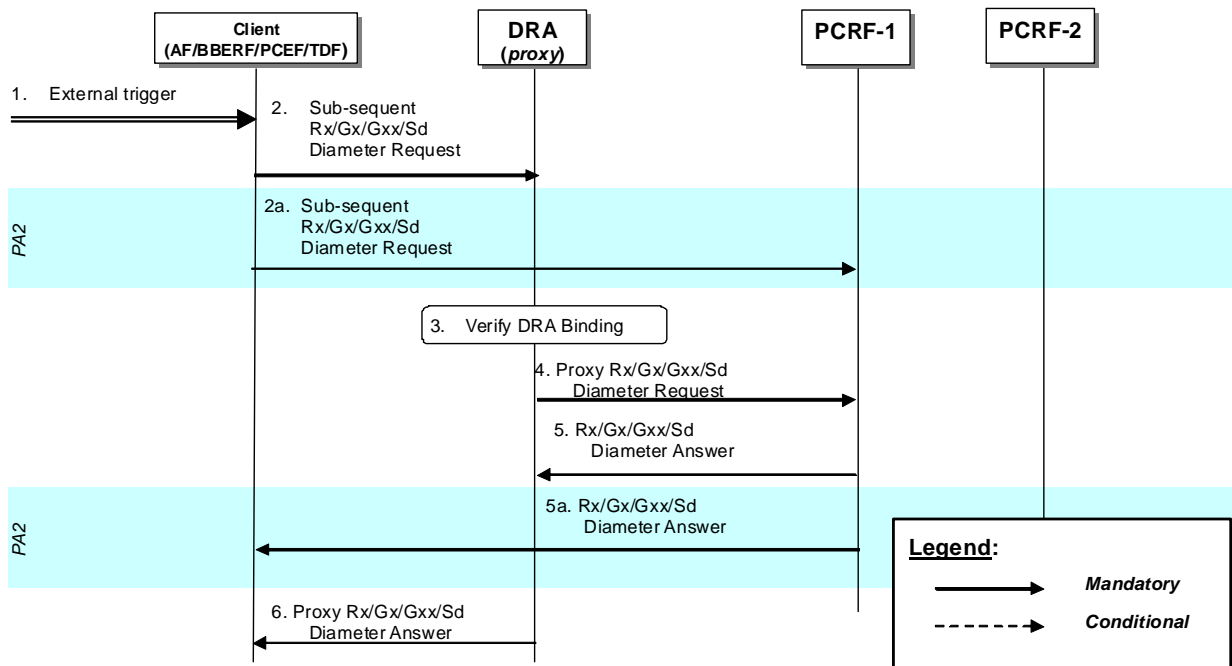 Client
(AF/BBERF/PCEF/TDF)
DRA
(proxy)
PCRF-1
PCRF-2
1. External trigger
2. Sub-sequent
Rx/Gx/Gxx/Sd
Diameter Request
PA2
2a. Sub-sequent
Rx/Gx/Gxx/Sd
Diameter Request
3. Verify DRA Binding
4. Proxy Rx/Gx/Gxx/Sd
Diameter Request
5. Rx/Gx/Gxx/Sd
Diameter Answer
PA2
5a. Rx/Gx/Gxx/Sd
Diameter Answer
6. Proxy Rx/Gx/Gxx/Sd
Diameter Answer
Legend:
Mandatory
Conditional